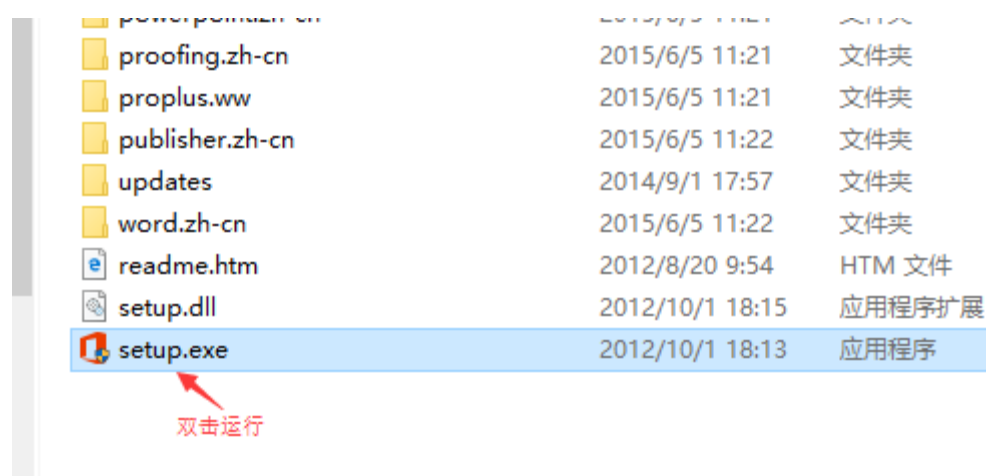 proofing.zh-cn 2015/6/5 11:21 文件夹
proplus.ww 2015/6/5 11:21 文件夹
publisher.zh-cn 2015/6/5 11:22 文件夹
updates 2014/9/1 17:57 文件夹
word.zh-cn 2015/6/5 11:22 文件夹
readme.htm 2012/8/20 9:54 HTM 文件
setup.dll 2012/10/1 18:15 应用程序扩展
setup.exe 2012/10/1 18:13 应用程序
双击运行